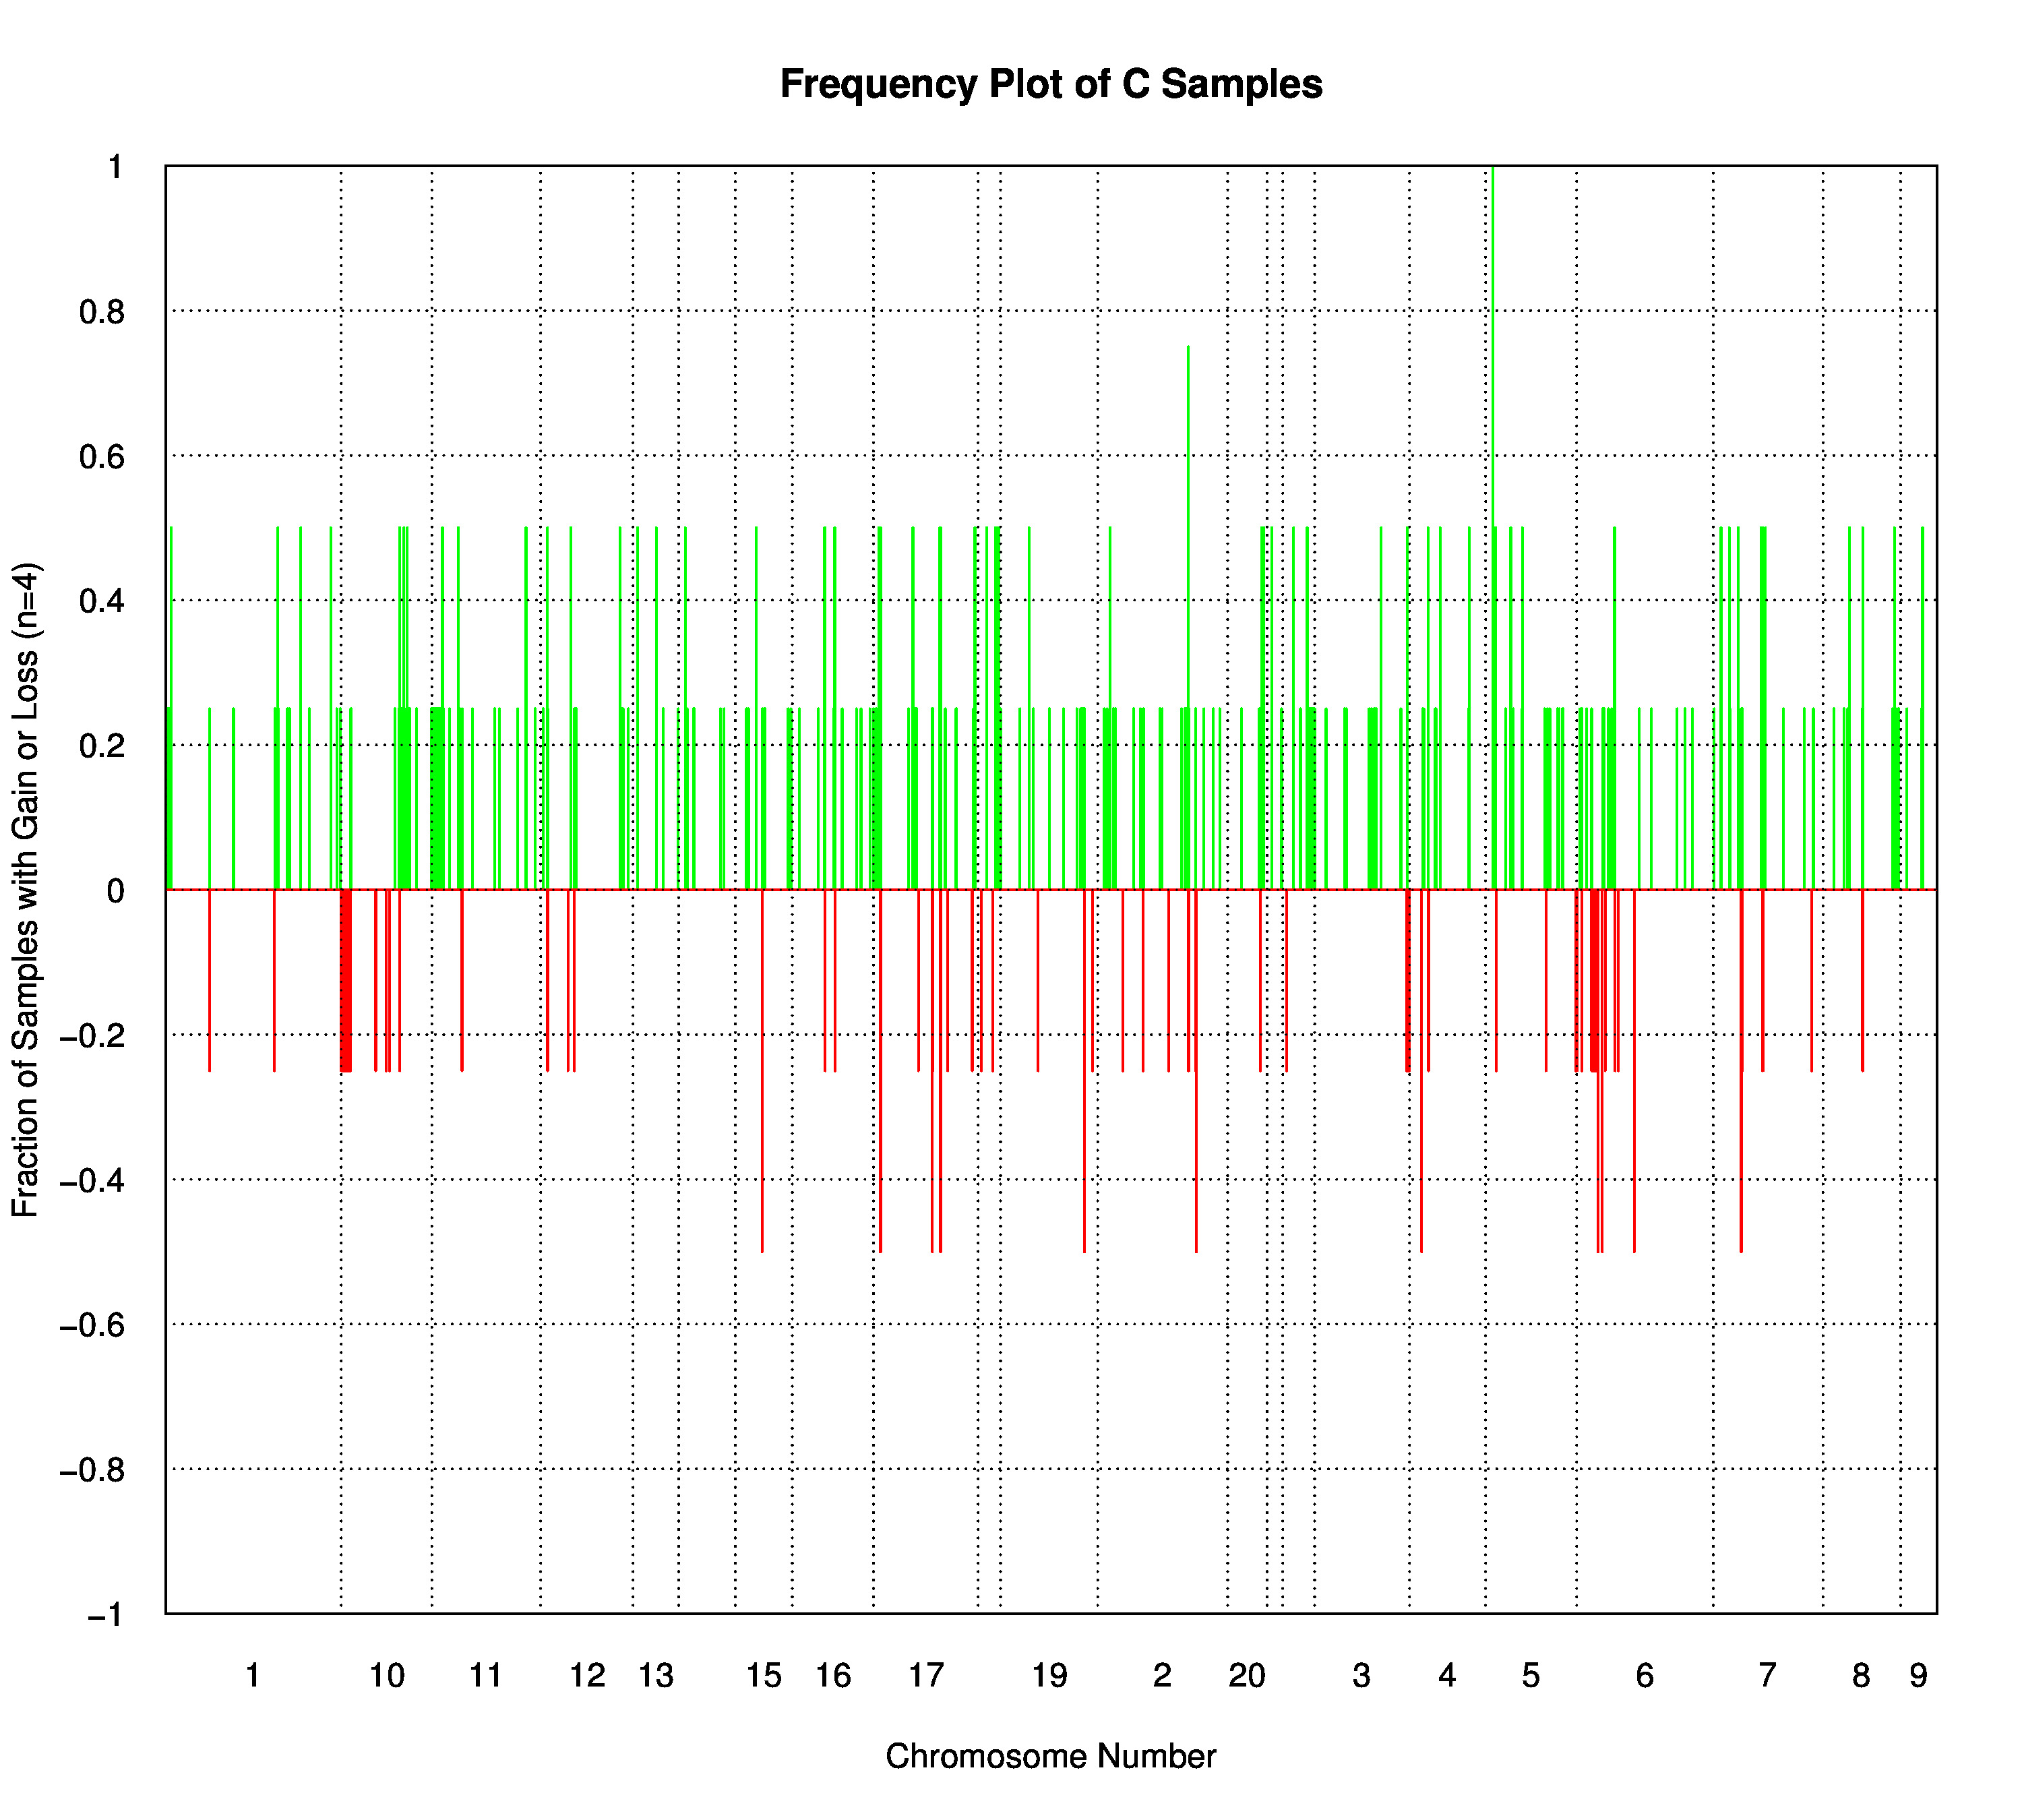 Frequency Plot of C Samples
Fraction of Samples with Gain or Loss (n=4)
1
0.8
0.6
0.4
0.2
0
−0.2
−0.4
−0.6
−0.8
−1
1 10 11 12 13 15 16 17 19 2 20 3 4 5 6 7 8 9
Chromosome Number